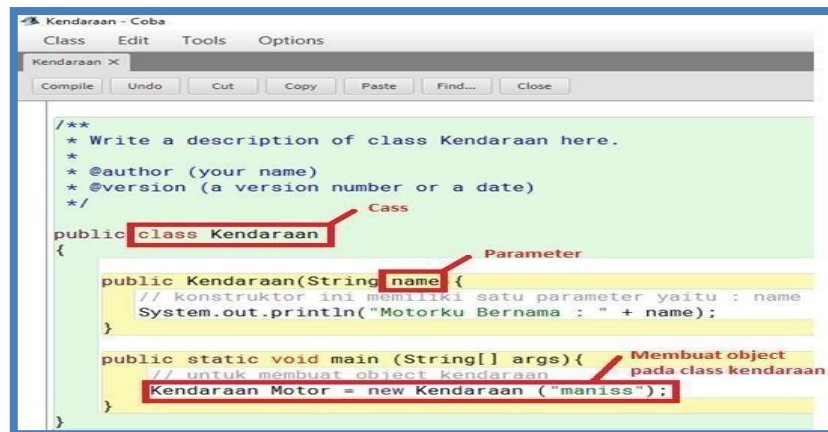 Kendaraan - Coba
Class Edit Tools Options
Kendaraan X
Compile Undo Cut Copy Paste Find... Close
/**
* Write a description of class Kendaraan here.
*
* @author (your name)
* @version (a version number or a date)
*/
Cass
public class Kendaraan
{
Parameter
public Kendaraan(String name){
// konstruktor ini memiliki satu parameter yaitu : name
System.out.println("Motorku Bernama : " + name);
}
public static void main (String[] args){
Membuat object
pada class kendaraan
// untuk membuat object kendaraan
Kendaraan Motor = new Kendaraan ("maniss");
}
}